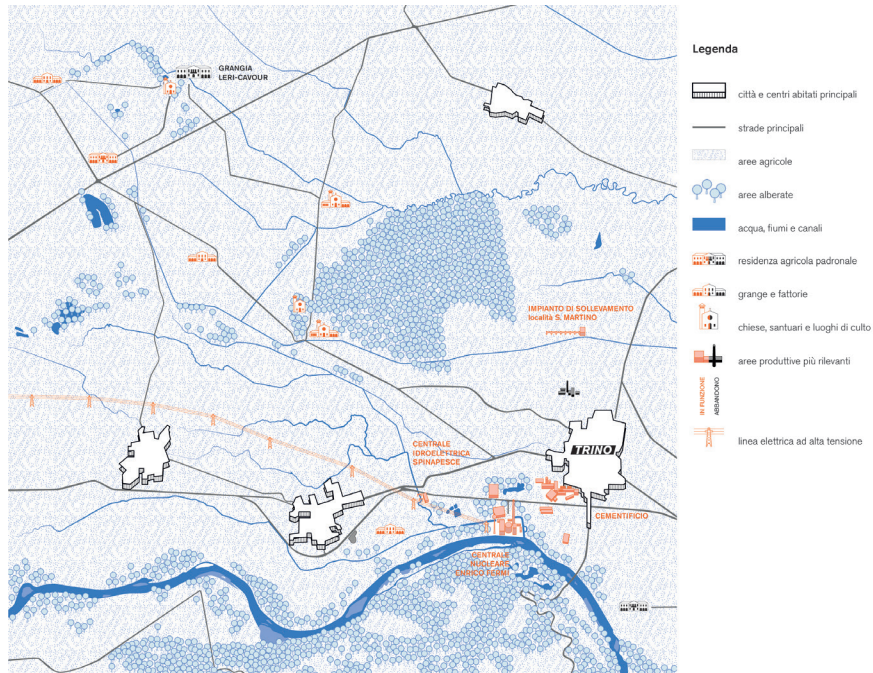 GRANGIA
LERI-CAVOUR
IMPIANTO DI SOLLEVAMENTO
località S. MARTINO
CENTRALE
IDROELETTRICA
SPINAPESCE
TRINO
CEMENTIFICIO
CENTRALE
NUCLEARE
ENRICO FERMI
Legenda
città e centri abitati principali
strade principali
aree agricole
aree alberate
acqua, fiumi e canali
residenza agricola padronale
grange e fattorie
chiese, santuari e luoghi di culto
aree produttive più rilevanti
IN FUNZIONE
ABBANDONO
linea elettrica ad alta tensione